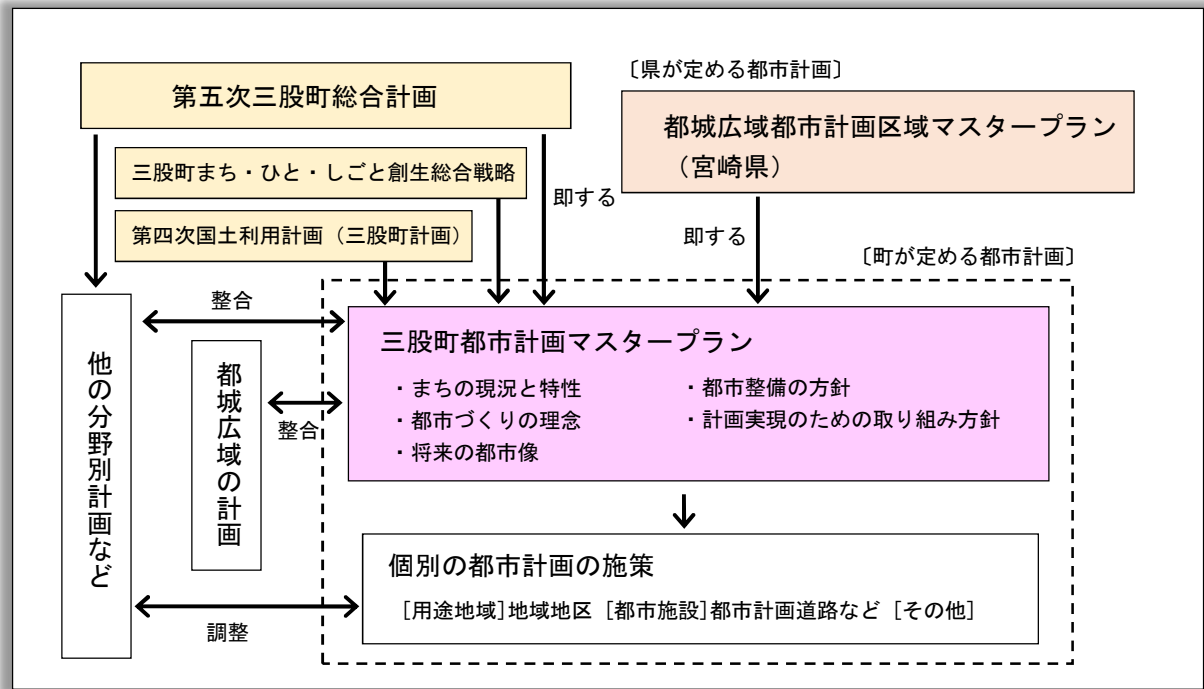 第五次三股町総合計画
〔県が定める都市計画〕
都城広域都市計画区域マスタープラン
（宮崎県）
三股町まち・ひと・しごと創生総合戦略
即する
第四次国土利用計画（三股町計画）
即する
〔町が定める都市計画〕
整合
三股町都市計画マスタープラン
・まちの現況と特性
・都市づくりの理念
・将来の都市像
・都市整備の方針
・計画実現のための取り組み方針
他の分野別計画など
都城広域の計画
整合
個別の都市計画の施策
［用途地域］地域地区［都市施設］都市計画道路など［その他］
調整